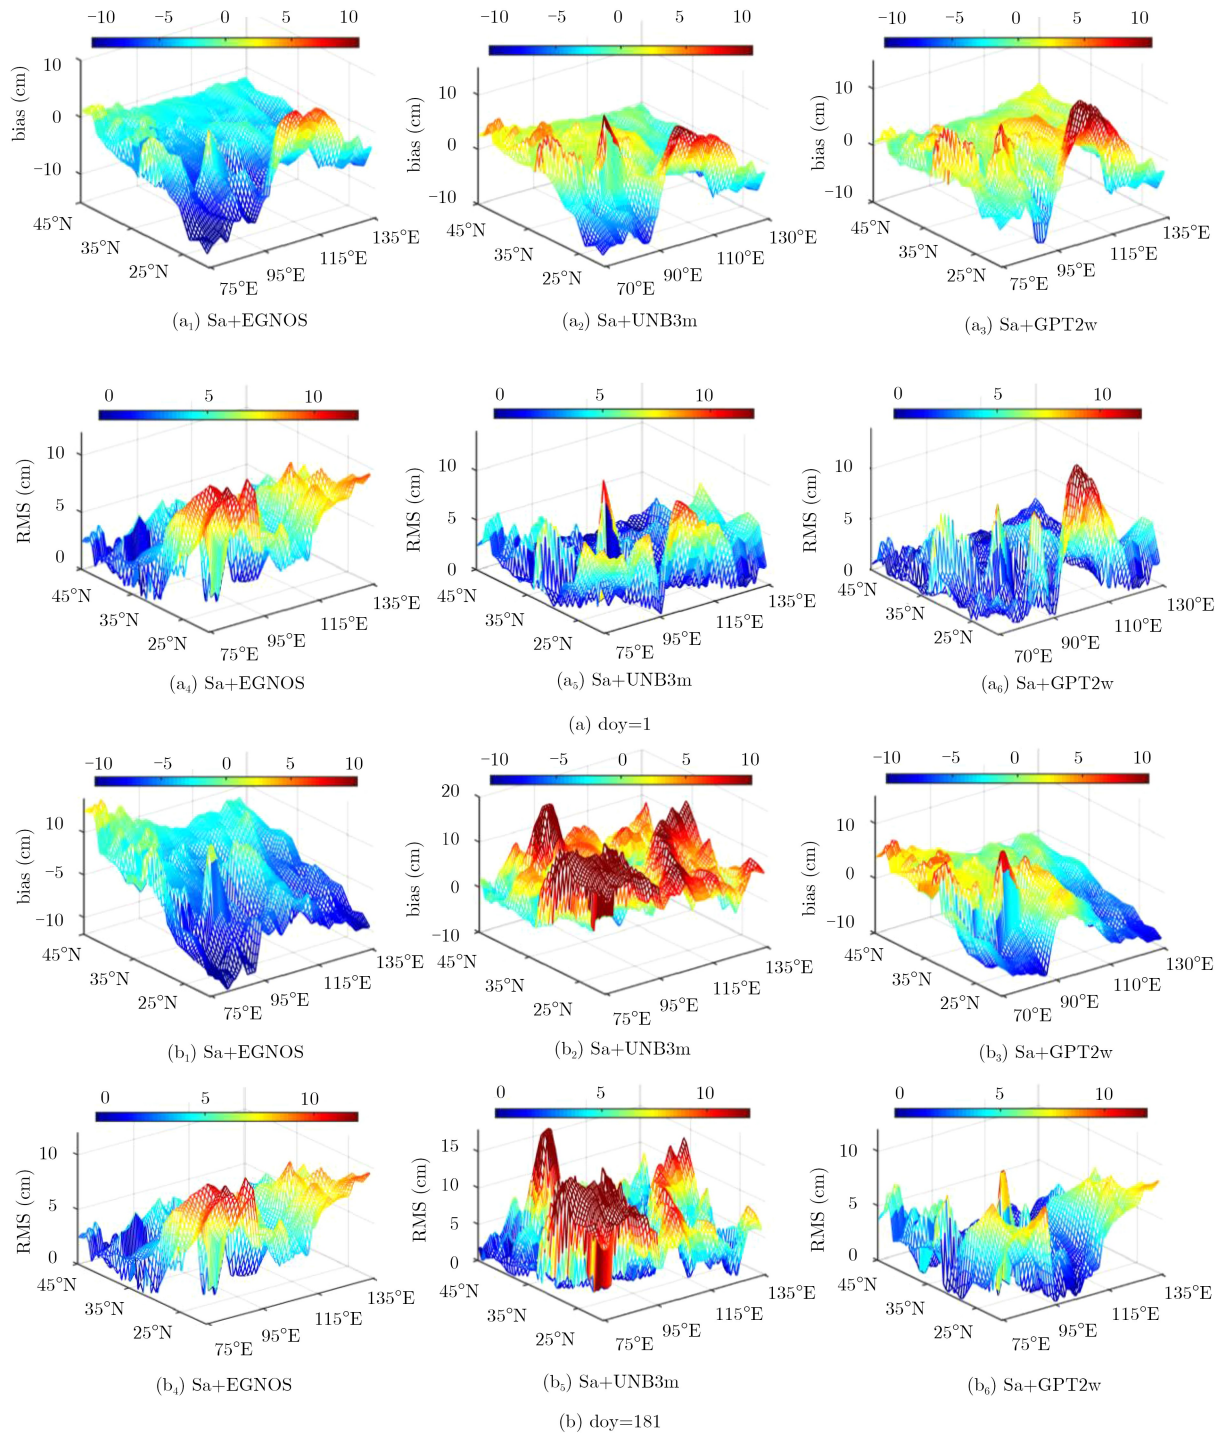 −10 −5 0 5 10
10
0
−10
bias (cm)
45°N
35°N
25°N
75°E
95°E
115°E
135°E
(a₁) Sa+EGNOS
−10 −5 0 5 10
10
0
−10
bias (cm)
45°N
35°N
25°N
70°E
90°E
110°E
130°E
(a₂) Sa+UNB3m
−10 −5 0 5 10
10
0
−10
bias (cm)
45°N
35°N
25°N
75°E
95°E
115°E
135°E
(a₃) Sa+GPT2w
0 5 10
10
5
0
RMS (cm)
45°N
35°N
25°N
75°E
95°E
115°E
135°E
(a₄) Sa+EGNOS
0 5 10
10
5
0
RMS (cm)
45°N
35°N
25°N
75°E
95°E
115°E
135°E
(a₅) Sa+UNB3m
0 5 10
10
5
0
RMS (cm)
45°N
35°N
25°N
70°E
90°E
110°E
130°E
(a₆) Sa+GPT2w
(a) doy=1
−10 −5 0 5 10
10
−5
−10
bias (cm)
45°N
35°N
25°N
75°E
95°E
115°E
135°E
(b₁) Sa+EGNOS
−10 −5 0 5 10
20
10
0
−10
bias (cm)
45°N
35°N
25°N
75°E
95°E
115°E
135°E
(b₂) Sa+UNB3m
−10 −5 0 5 10
10
0
−10
bias (cm)
45°N
35°N
25°N
70°E
90°E
110°E
130°E
(b₃) Sa+GPT2w
0 5 10
10
5
0
RMS (cm)
45°N
35°N
25°N
75°E
95°E
115°E
135°E
(b₄) Sa+EGNOS
0 5 10
15
10
5
0
RMS (cm)
45°N
35°N
25°N
75°E
95°E
115°E
135°E
(b₅) Sa+UNB3m
0 5 10
10
5
0
RMS (cm)
45°N
35°N
25°N
75°E
95°E
115°E
135°E
(b₆) Sa+GPT2w
(b) doy=181